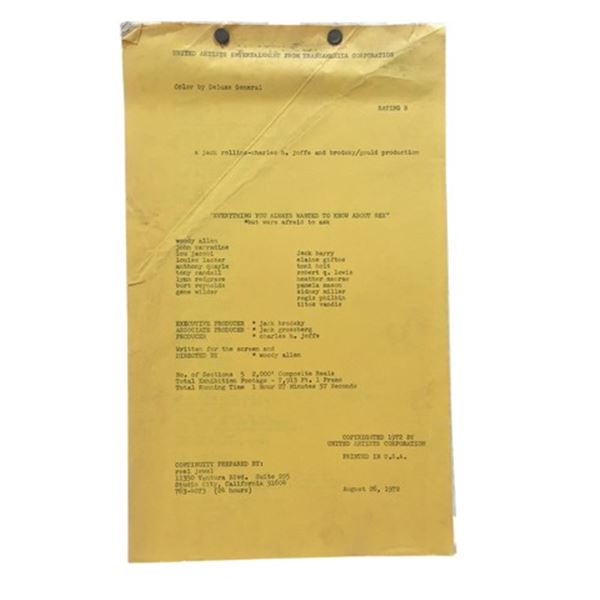 UNITED ARTISTS ENTERTAINMENT FROM TRANSAMERICA CORPORATION
Color by Deluxe General
RATING R
a jack rollins-charles h. joffe and brodsky/gould production
"EVERYTHING YOU ALWAYS WANTED TO KNOW ABOUT SEX"
*but were afraid to ask
woody allen
john carradine
lou jacobi
louise lasser
anthony quayle
tony randall
lynn redgrave
burt reynolds
gene wilder
jack barry
elaine giftos
toni holt
robert q. lewis
heather macrae
pamela mason
sidney miller
regis philbin
titos vandis
EXECUTIVE PRODUCER * jack brodsky
ASSOCIATE PRODUCER * jack grossberg
PRODUCER * charles h. joffe
Written for the screen and
DIRECTED BY * woody allen
No. of Sections 5 2,000' Composite Reels
Total Exhibition Footage - 7,913 Ft. 1 Frame
Total Running Time 1 Hour 27 Minutes 57 Seconds
COPYRIGHTED 1972 BY
UNITED ARTISTS CORPORATION
PRINTED IN U.S.A.
CONTINUITY PREPARED BY:
reel jewel
11350 Ventura Blvd. Suite 205
Studio City, California 91604
763-8073 (24 hours)
August 26, 1972